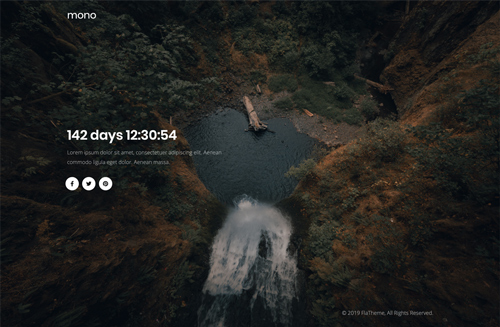 mono
142 days 12:30:54
Lorem ipsum dolor sit amet, consectetuer adipiscing elit. Aenean
commodo ligula eget dolor. Aenean massa.
© 2019 FlaTheme, All Rights Reserved.